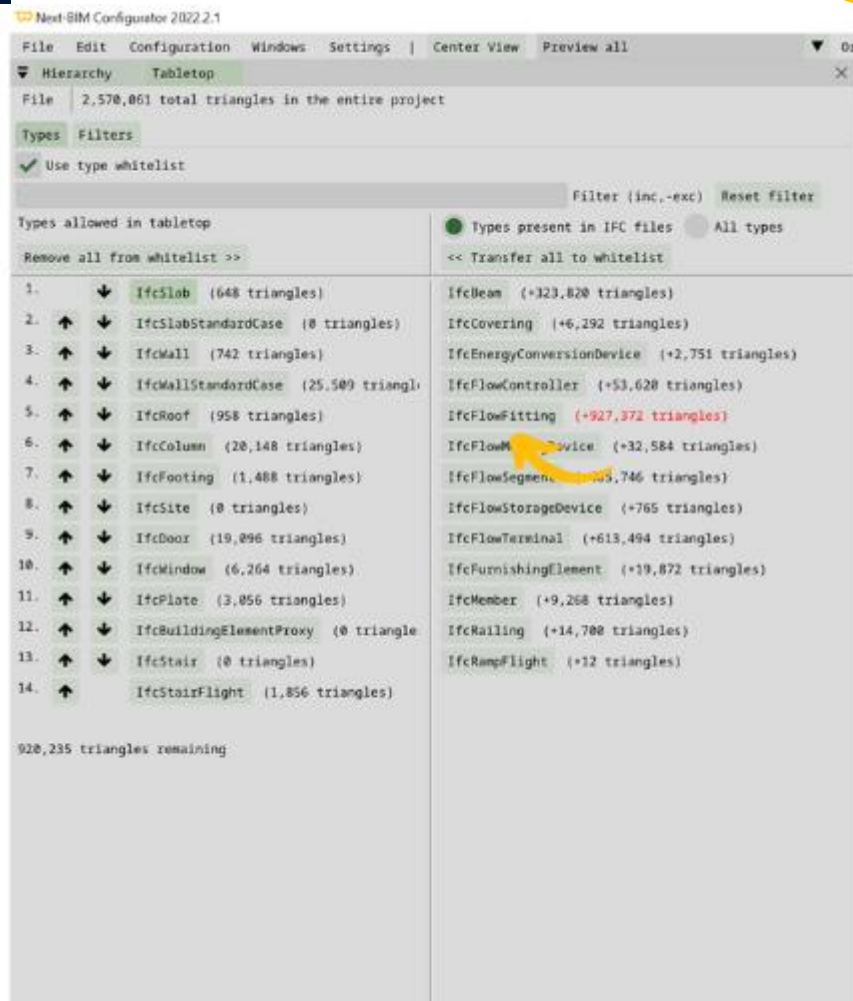 Next-BIM Configurator 2022.2.1
File Edit Configuration Windows Settings | Center View Preview all
Hierarchy Tabletop
File 2,570,061 total triangles in the entire project
Types Filters
Use type whitelist
Filter (inc,-exc) Reset filter
Types allowed in tabletop
Types present in IFC files All types
Remove all from whitelist >>
<< Transfer all to whitelist
1. IfcSlab (648 triangles)
2. IfcSlabStandardCase (0 triangles)
3. IfcWall (742 triangles)
4. IfcWallStandardCase (25.509 triangl
5. IfcRoof (958 triangles)
6. IfcColumn (20,148 triangles)
7. IfcFooting (1,488 triangles)
8. IfcSite (0 triangles)
9. IfcDoor (19,096 triangles)
10. IfcWindow (6,264 triangles)
11. IfcPlate (3,056 triangles)
12. IfcBuildingElementProxy (0 triangle
13. IfcStair (0 triangles)
14. IfcStairFlight (1,856 triangles)
920,235 triangles remaining
IfcBeam (+323,820 triangles)
IfcCovering (+6,292 triangles)
IfcEnergyConversionDevice (+2,751 triangles)
IfcFlowController (+53,620 triangles)
IfcFlowFitting (+927,372 triangles)
(+32,584 triangles)
triangles)
IfcFlowStorageDevice (+765 triangles)
IfcFlowTerminal (+613,494 triangles)
IfcFurnishingElement (+19,872 triangles)
IfcMember (+9,268 triangles)
IfcRailing (+14,700 triangles)
IfcRampFlight (+12 triangles)